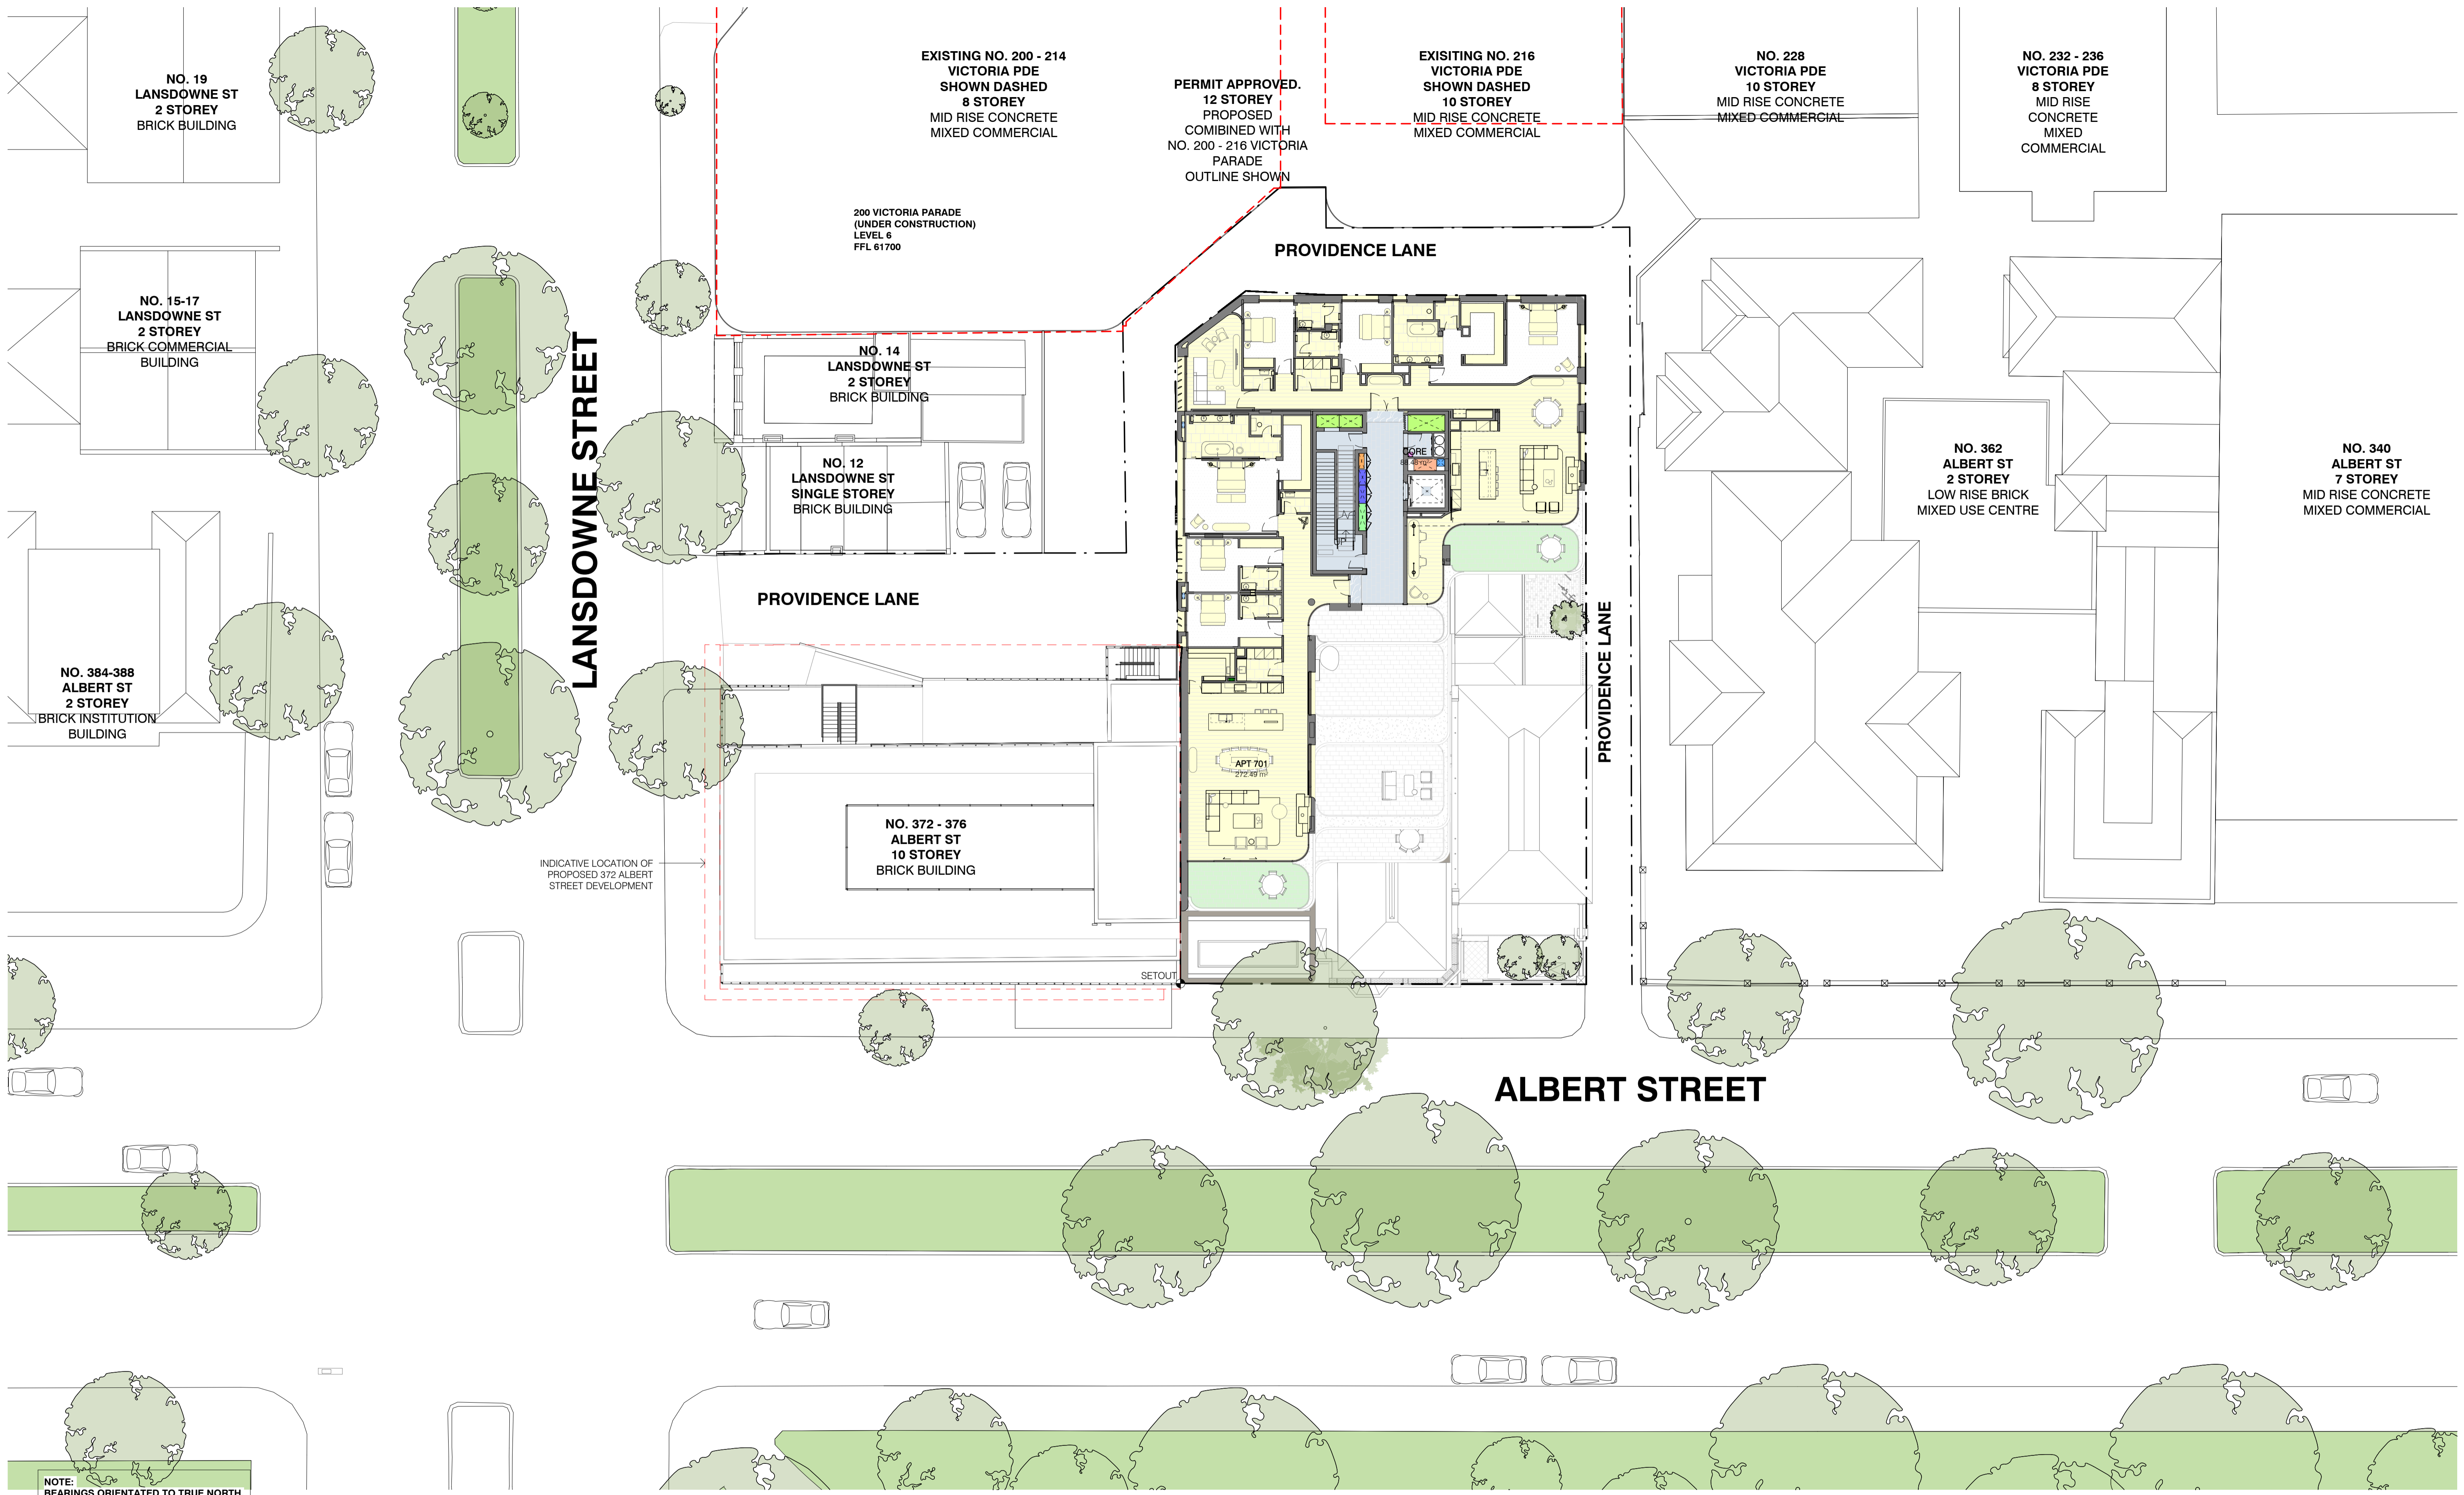 NO. 19
LANSDOWNE ST
2 STOREY
BRICK BUILDING
EXISTING NO. 200 - 214
VICTORIA PDE
SHOWN DASHED
8 STOREY
MID RISE CONCRETE
MIXED COMMERCIAL
PERMIT APPROVED.
12 STOREY
PROPOSED
COMIBINED WITH
NO. 200 - 216 VICTORIA
PARADE
OUTLINE SHOWN
EXISITING NO. 216
VICTORIA PDE
SHOWN DASHED
10 STOREY
MID RISE CONCRETE
MIXED COMMERCIAL
NO. 228
VICTORIA PDE
10 STOREY
MID RISE CONCRETE
MIXED COMMERCIAL
NO. 232 - 236
VICTORIA PDE
8 STOREY
MID RISE
CONCRETE
MIXED
COMMERCIAL
200 VICTORIA PARADE
(UNDER CONSTRUCTION)
LEVEL 6
FFL 61700
PROVIDENCE LANE
NO. 15-17
LANSDOWNE ST
2 STOREY
BRICK COMMERCIAL
BUILDING
LANSDOWNE STREET
NO. 14
LANSDOWNE ST
2 STOREY
BRICK BUILDING
NO. 12
LANSDOWNE ST
SINGLE STOREY
BRICK BUILDING
CORE 1
88.48 m²
NO. 362
ALBERT ST
2 STOREY
LOW RISE BRICK
MIXED USE CENTRE
NO. 340
ALBERT ST
7 STOREY
MID RISE CONCRETE
MIXED COMMERCIAL
PROVIDENCE LANE
PROVIDENCE LANE
NO. 384-388
ALBERT ST
2 STOREY
BRICK INSTITUTION
BUILDING
APT 701
272.49 m²
NO. 372 - 376
ALBERT ST
10 STOREY
BRICK BUILDING
INDICATIVE LOCATION OF
PROPOSED 372 ALBERT
STREET DEVELOPMENT
SETOUT
ALBERT STREET
NOTE:
BEARINGS ORIENTATED TO TRUE NORTH